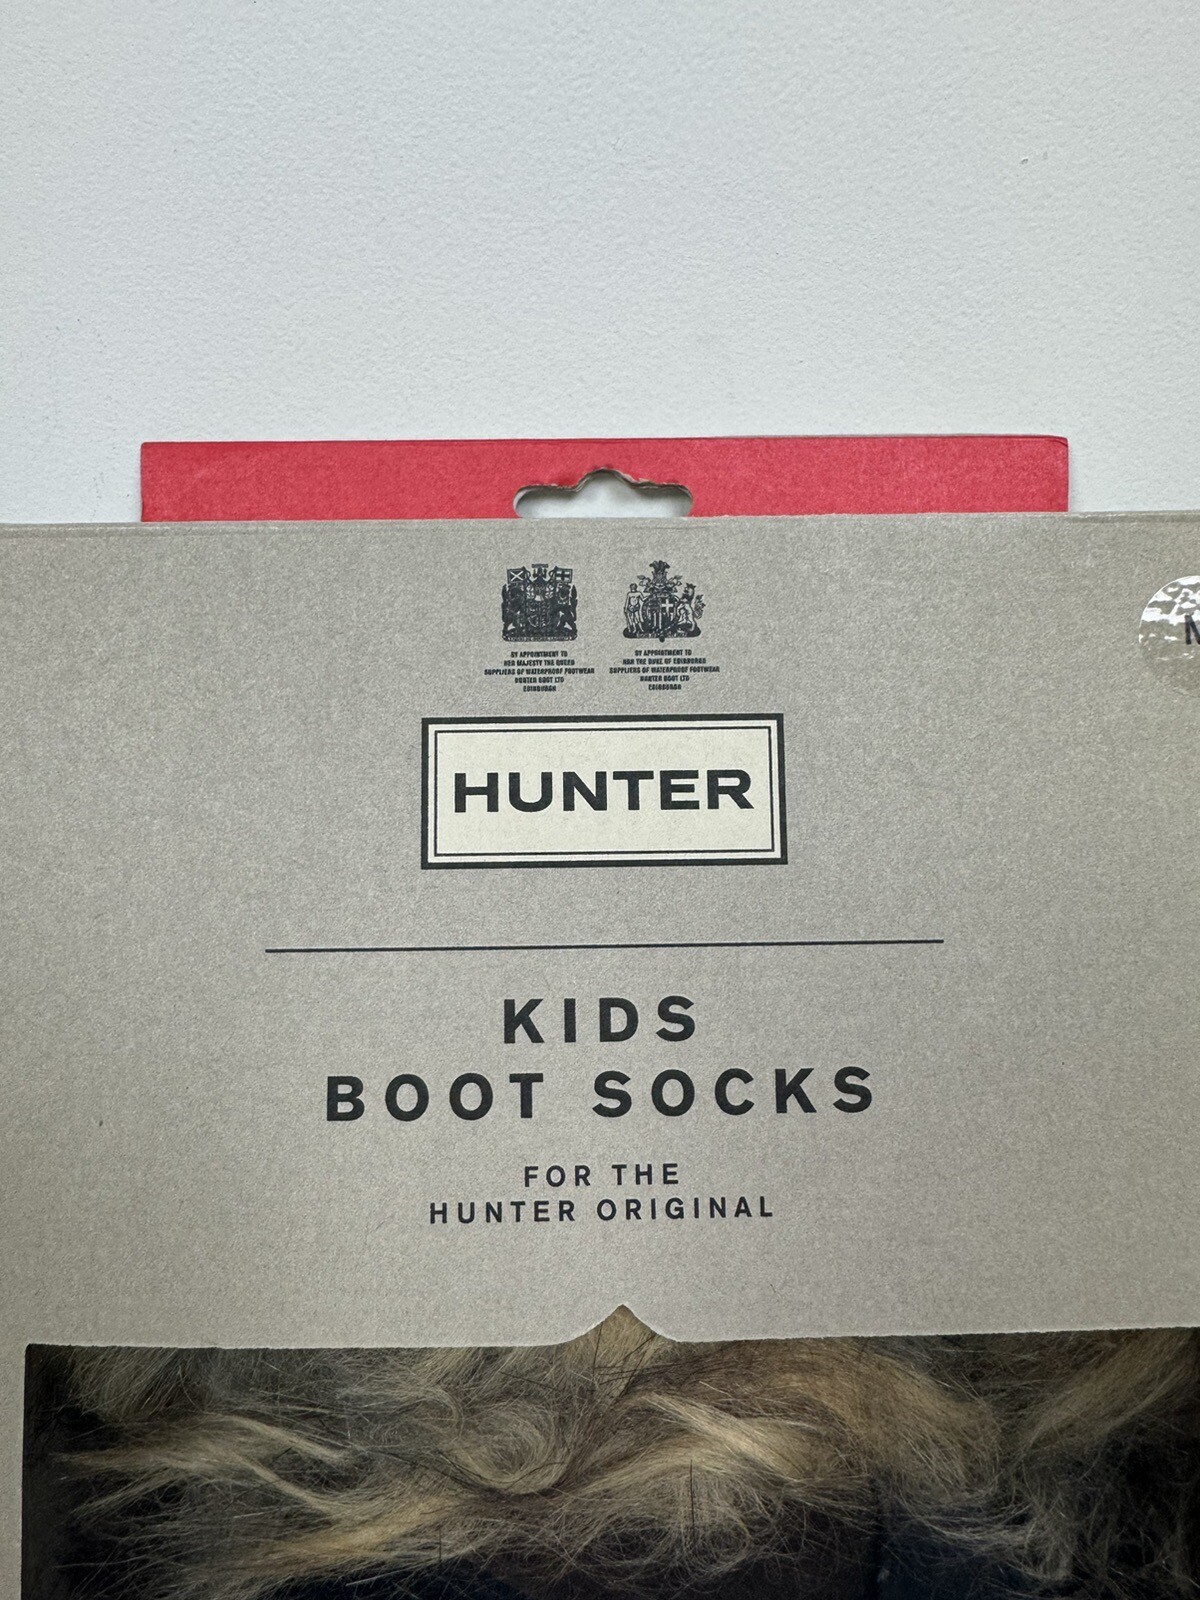 BY APPOINTMENT TO
HER MAJESTY THE QUEEN
SUPPLIERS OF WATERPROOF FOOTWEAR
HUNTER BOOT LTD
EDINBURGH
BY APPOINTMENT TO
HRH THE DUKE OF EDINBURGH
SUPPLIERS OF WATERPROOF FOOTWEAR
HUNTER BOOT LTD
EDINBURGH
HUNTER
KIDS
BOOT SOCKS
FOR THE
HUNTER ORIGINAL